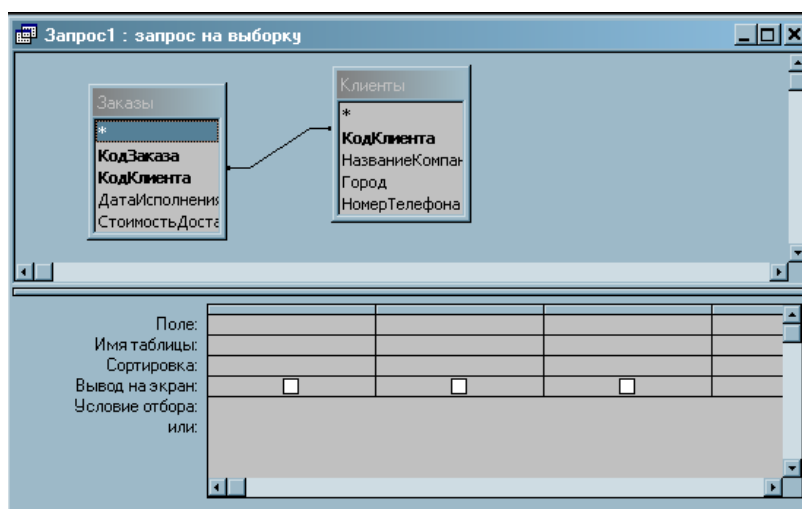 Запрос1 : запрос на выборку
Заказы
*
КодЗаказа
КодКлиента
ДатаИсполнения
СтоимостьДоста
Клиенты
*
КодКлиента
НазваниеКомпан
Город
НомерТелефона
Поле:
Имя таблицы:
Сортировка:
Вывод на экран:
Условие отбора:
или: